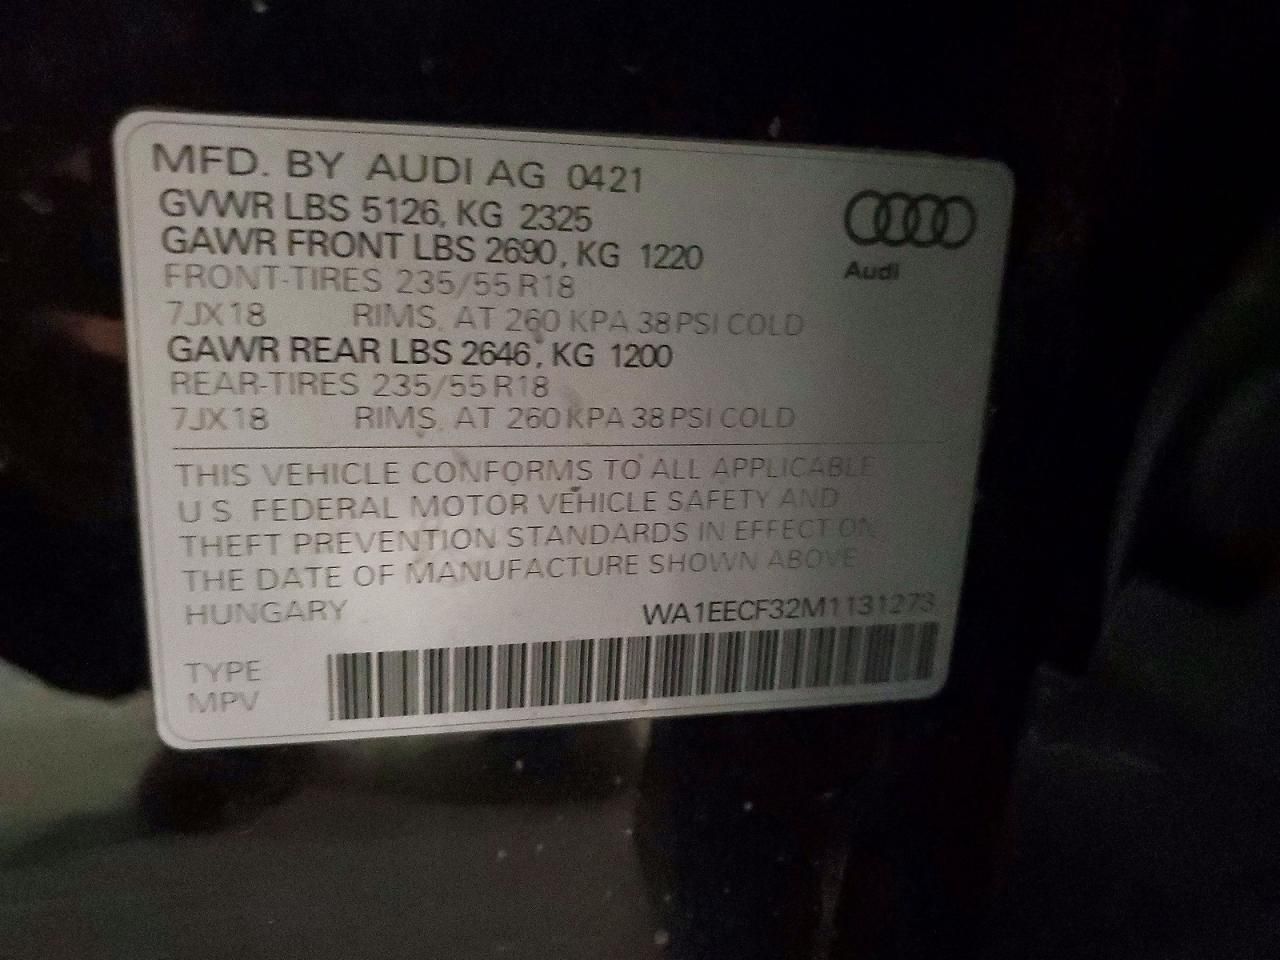 MFD. BY AUDI AG 0421
GVWR LBS 5126, KG 2325
GAWR FRONT LBS 2690, KG 1220
FRONT-TIRES 235/55 R18
7JX18 RIMS, AT 260 KPA 38 PSI COLD
GAWR REAR LBS 2646, KG 1200
REAR-TIRES 235/55 R18
7JX18 RIMS, AT 260 KPA 38 PSI COLD
Audi
THIS VEHICLE CONFORMS TO ALL APPLICABLE
U S FEDERAL MOTOR VEHICLE SAFETY AND
THEFT PREVENTION STANDARDS IN EFFECT ON
THE DATE OF MANUFACTURE SHOWN ABOVE
HUNGARY WA1EECF32M1131273
TYPE
MPV